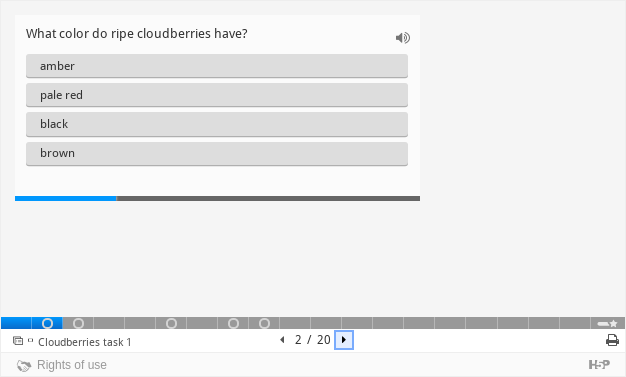 What color do ripe cloudberries have?
amber
pale red
black
brown
Cloudberries task 1
2 / 20
Rights of use
H5P